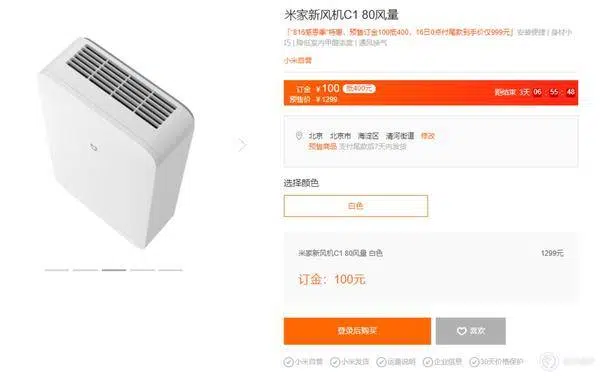 米家新风机C1 80风量
「"816感恩季"特惠，预售订金100抵400，16日0点付尾款到手价仅999元」安装便捷 | 身材小
巧 | 降低室内甲醛浓度 | 通风换气
小米自营
订金 ¥100 抵400元
预售价 ¥1299
距结束 3天 06 : 55 : 48
北京 北京市 海淀区 清河街道 修改
预售商品 支付尾款后7天内发货
选择颜色
白色
米家新风机C1 80风量 白色 1299元
订金：100元
登录后购买
喜欢
小米自营 小米发货 运费说明 企业信息 30天价格保护